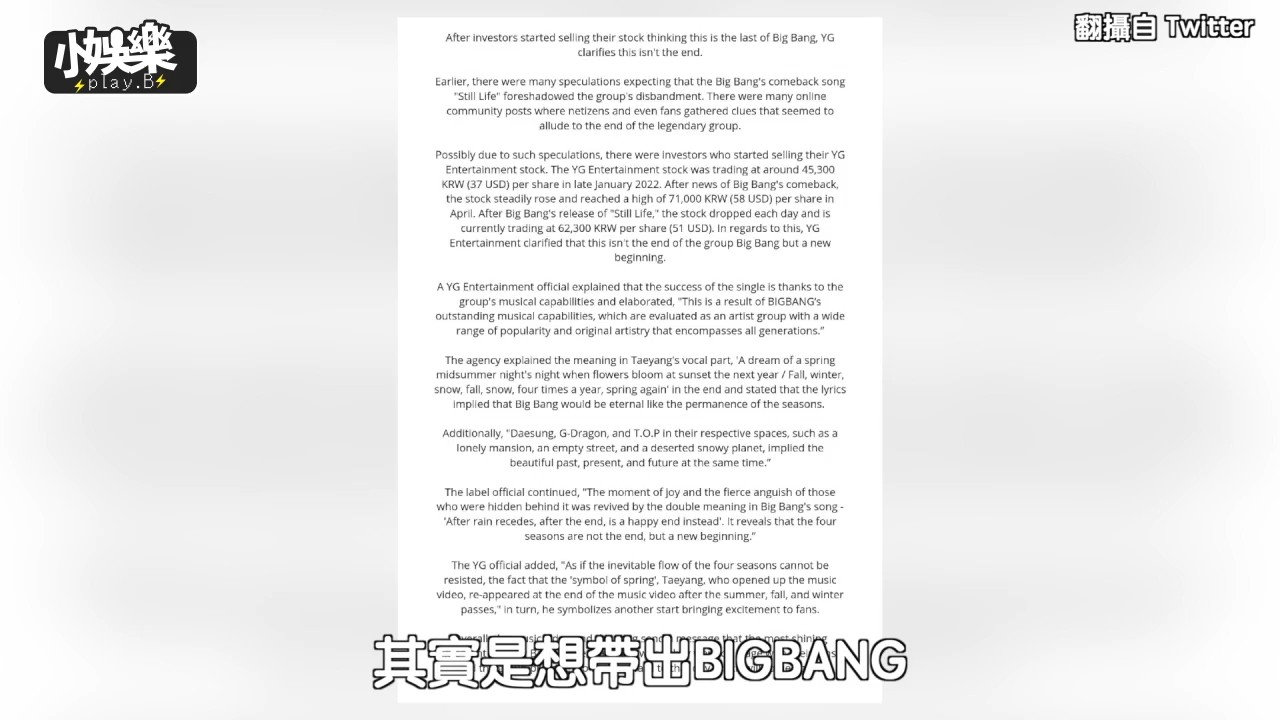 小娛樂
play.B
翻攝自 Twitter
After investors started selling their stock thinking this is the last of Big Bang, YG
clarifies this isn't the end.
Earlier, there were many speculations expecting that the Big Bang's comeback song
"Still Life" foreshadowed the group's disbandment. There were many online
community posts where netizens and even fans gathered clues that seemed to
allude to the end of the legendary group.
Possibly due to such speculations, there were investors who started selling their YG
Entertainment stock. The YG Entertainment stock was trading at around 45,300
KRW (37 USD) per share in late January 2022. After news of Big Bang's comeback,
the stock steadily rose and reached a high of 71,000 KRW (58 USD) per share in
April. After Big Bang's release of "Still Life," the stock dropped each day and is
currently trading at 62,300 KRW per share (51 USD). In regards to this, YG
Entertainment clarified that this isn't the end of the group Big Bang but a new
beginning.
A YG Entertainment official explained that the success of the single is thanks to the
group's musical capabilities and elaborated, "This is a result of BIGBANG's
outstanding musical capabilities, which are evaluated as an artist group with a wide
range of popularity and original artistry that encompasses all generations."
The agency explained the meaning in Taeyang's vocal part, 'A dream of a spring
midsummer night's night when flowers bloom at sunset the next year / Fall, winter,
snow, fall, snow, four times a year, spring again' in the end and stated that the lyrics
implied that Big Bang would be eternal like the permanence of the seasons.
Additionally, "Daesung, G-Dragon, and T.O.P in their respective spaces, such as a
lonely mansion, an empty street, and a deserted snowy planet, implied the
beautiful past, present, and future at the same time."
The label official continued, "The moment of joy and the fierce anguish of those
who were hidden behind it was revived by the double meaning in Big Bang's song -
'After rain recedes, after the end, is a happy end instead'. It reveals that the four
seasons are not the end, but a new beginning."
The YG official added, "As if the inevitable flow of the four seasons cannot be
resisted, the fact that the 'symbol of spring', Taeyang, who opened up the music
video, re-appeared at the end of the music video after the summer, fall, and winter
passes," in turn, he symbolizes another start bringing excitement to fans.
message that the most shining
其實是想帶出BIGBANG